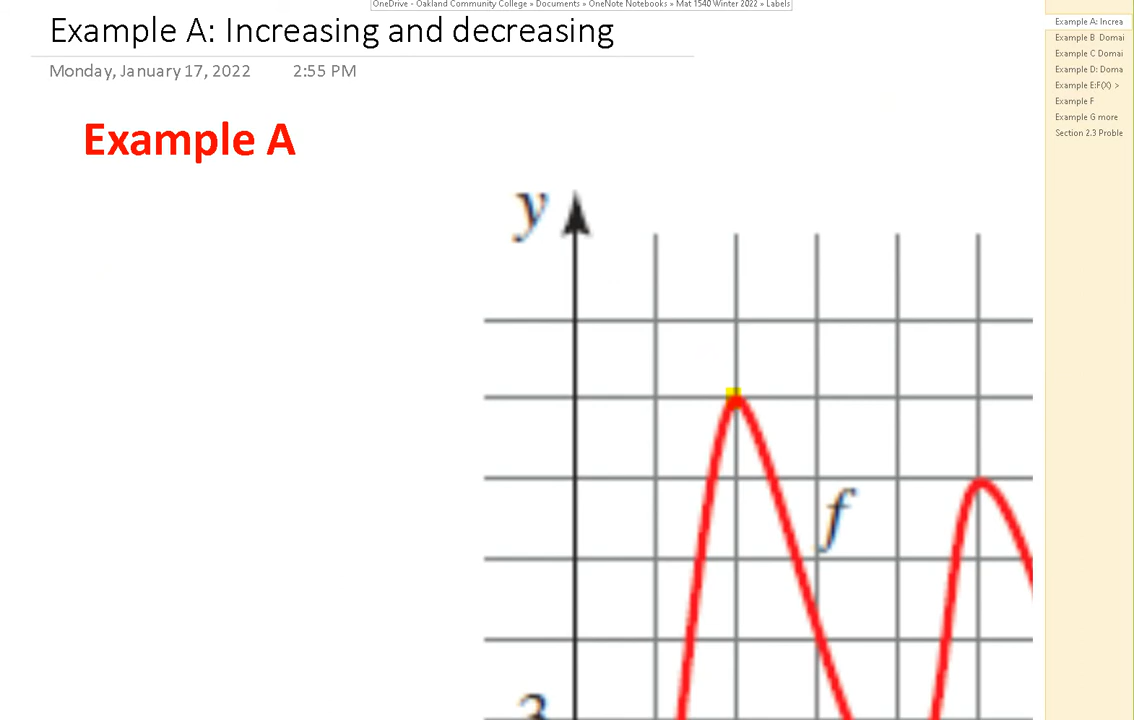 OneDrive - Oakland Community College » Documents » OneNote Notebooks » Mat 1540 Winter 2022 » Labels
Example A: Increasing and decreasing
Monday, January 17, 2022 2:55 PM
Example A
y
f
3
Example A: Increa
Example B Domai
Example C Domai
Example D: Doma
Example E:F(X) >
Example F
Example G more
Section 2.3 Proble